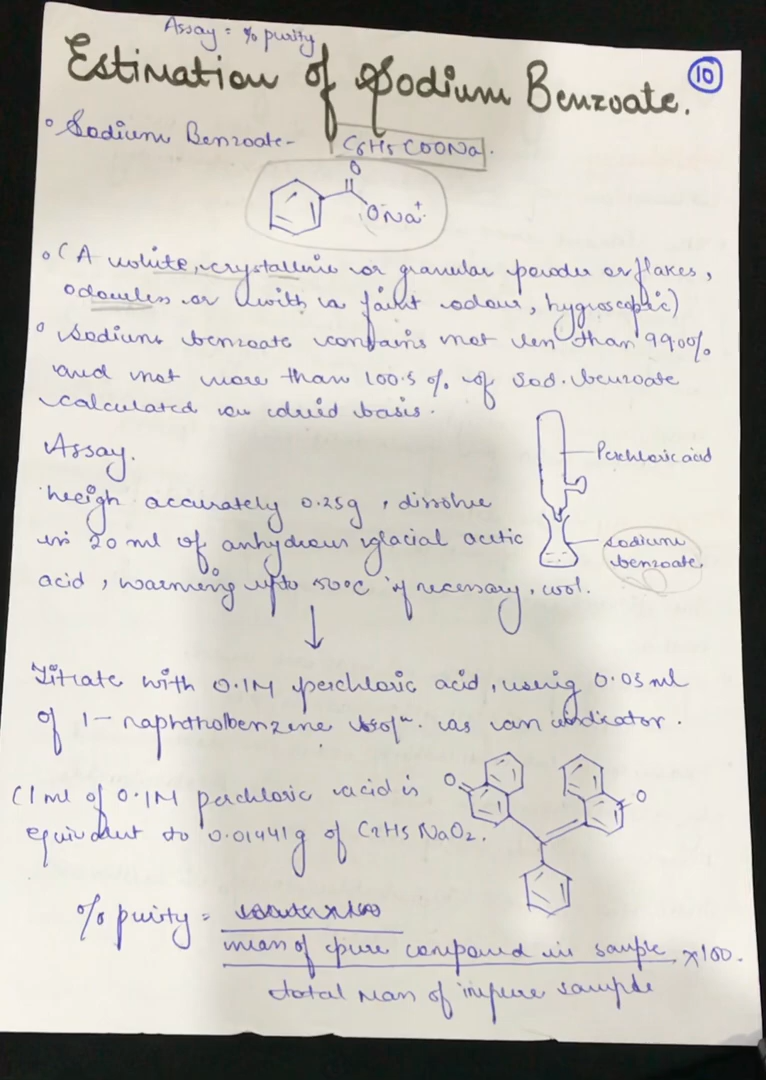 Assay = % purity
Estimation of Sodium Benzoate.
10
Sodium Benzoate - C6H5COONa.
O
O⁻Na⁺
(A white, crystalline or granular powder or flakes,
odourless or with a faint odour, hygroscopic)
Sodium benzoate contains not less than 99.00%
and not more than 100.5 % of Sod. benzoate
calculated on dried basis.
Assay.
Weigh accurately 0.25g, dissolve
in 20 ml of anhydrous glacial acetic
acid, warming upto 50°C if necessary, cool.
Perchloric acid
sodium
benzoate
↓
Titrate with 0.1M perchloric acid, using 0.05 ml
of 1-naphtholbenzene solⁿ. as an indicator.
(1 ml of 0.1M perchloric acid is
equivalent to 0.01441g of C2H5NaO2.
O
O
% purity =
mean of pure compound in sample × 100.
total mean of impure sample